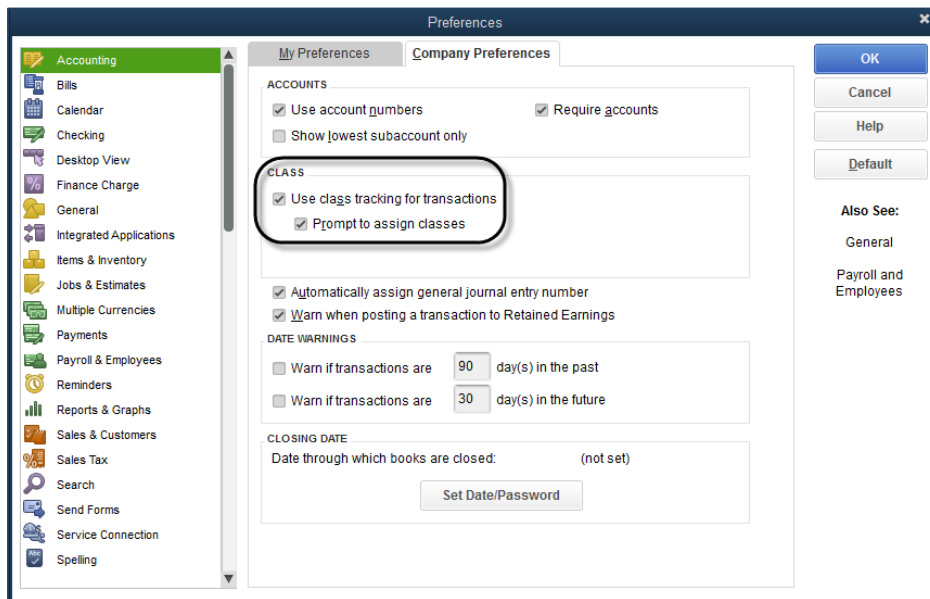 Preferences
Accounting
Bills
Calendar
Checking
Desktop View
Finance Charge
General
Integrated Applications
Items & Inventory
Jobs & Estimates
Multiple Currencies
Payments
Payroll & Employees
Reminders
Reports & Graphs
Sales & Customers
Sales Tax
Search
Send Forms
Service Connection
Spelling
My Preferences
Company Preferences
ACCOUNTS
Use account numbers
Require accounts
Show lowest subaccount only
CLASS
Use class tracking for transactions
Prompt to assign classes
Automatically assign general journal entry number
Warn when posting a transaction to Retained Earnings
DATE WARNINGS
Warn if transactions are 90 day(s) in the past
Warn if transactions are 30 day(s) in the future
CLOSING DATE
Date through which books are closed: (not set)
Set Date/Password
OK
Cancel
Help
Default
Also See:
General
Payroll and
Employees